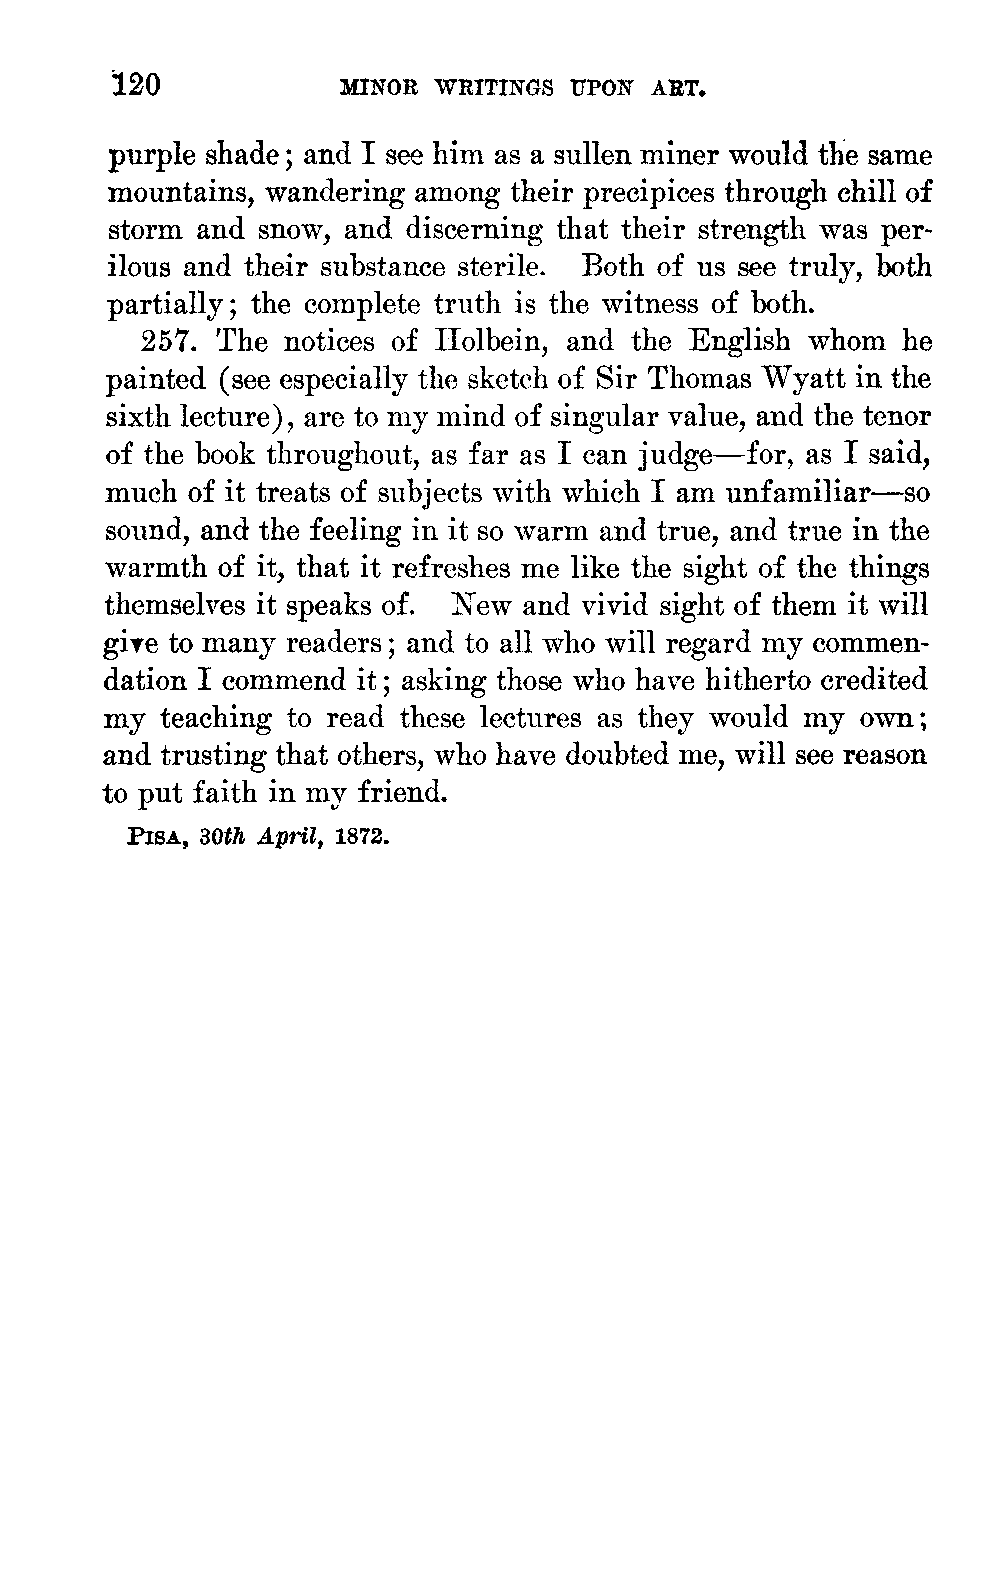 120 MINOR WRITINGS UPON ART.
purple shade; and I see him as a sullen miner would the same
mountains, wandering among their precipices through chill of
storm and snow, and discerning that their strength was per-
ilous and their substance sterile. Both of us see truly, both
partially; the complete truth is the witness of both.
257. The notices of Holbein, and the English whom he
painted (see especially the sketch of Sir Thomas Wyatt in the
sixth lecture), are to my mind of singular value, and the tenor
of the book throughout, as far as I can judge—for, as I said,
much of it treats of subjects with which I am unfamiliar—so
sound, and the feeling in it so warm and true, and true in the
warmth of it, that it refreshes me like the sight of the things
themselves it speaks of. New and vivid sight of them it will
give to many readers; and to all who will regard my commen-
dation I commend it; asking those who have hitherto credited
my teaching to read these lectures as they would my own;
and trusting that others, who have doubted me, will see reason
to put faith in my friend.
PISA, 30th April, 1872.